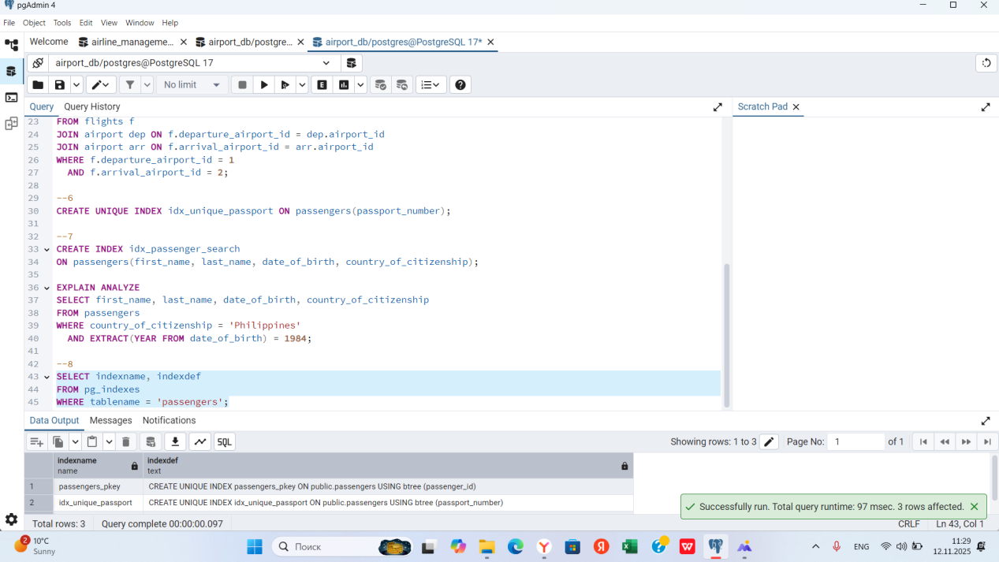 pgAdmin 4
File Object Tools Edit View Window Help
Welcome airline_manageme... airport_db/postgre... airport_db/postgres@PostgreSQL 17*
airport_db/postgres@PostgreSQL 17
No limit
E
Query Query History
Scratch Pad
23 FROM flights f
24 JOIN airport dep ON f.departure_airport_id = dep.airport_id
25 JOIN airport arr ON f.arrival_airport_id = arr.airport_id
26 WHERE f.departure_airport_id = 1
27 AND f.arrival_airport_id = 2;
28
29 --6
30 CREATE UNIQUE INDEX idx_unique_passport ON passengers(passport_number);
31
32 --7
33 CREATE INDEX idx_passenger_search
34 ON passengers(first_name, last_name, date_of_birth, country_of_citizenship);
35
36 EXPLAIN ANALYZE
37 SELECT first_name, last_name, date_of_birth, country_of_citizenship
38 FROM passengers
39 WHERE country_of_citizenship = 'Philippines'
40 AND EXTRACT(YEAR FROM date_of_birth) = 1984;
41
42 --8
43 SELECT indexname, indexdef
44 FROM pg_indexes
45 WHERE tablename = 'passengers';
Data Output Messages Notifications
SQL
Showing rows: 1 to 3 Page No: 1 of 1
indexname indexdef
name text
1 passengers_pkey CREATE UNIQUE INDEX passengers_pkey ON public.passengers USING btree (passenger_id)
2 idx_unique_passport CREATE UNIQUE INDEX idx_unique_passport ON public.passengers USING btree (passport_number)
Successfully run. Total query runtime: 97 msec. 3 rows affected.
Total rows: 3 Query complete 00:00:00.097 CRLF Ln 43, Col 1
2 10°C
Sunny
Поиск
ENG
11:29
12.11.2025